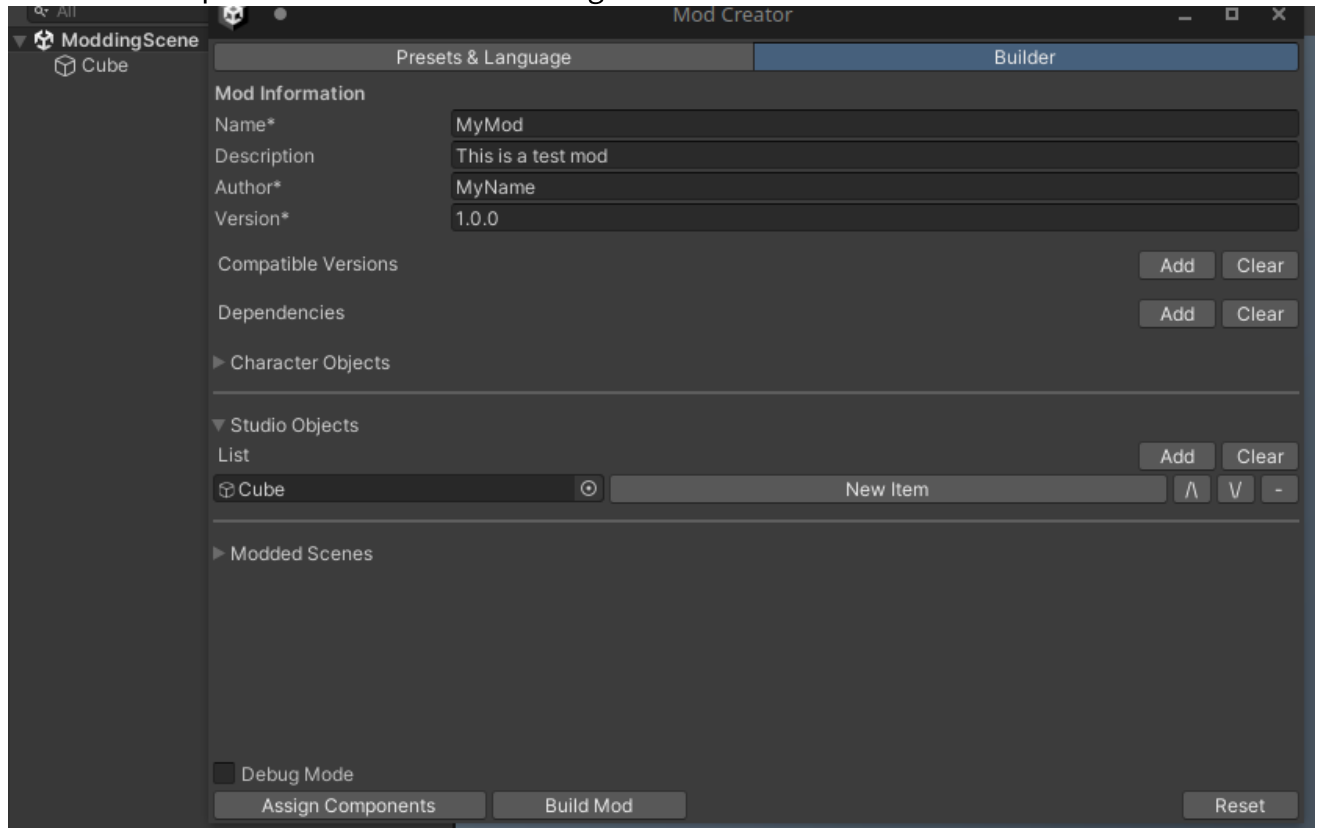 All
Mod Creator
ModdingScene
Cube
Presets & Language
Builder
Mod Information
Name*
MyMod
Description
This is a test mod
Author*
MyName
Version*
1.0.0
Compatible Versions
Add
Clear
Dependencies
Add
Clear
Character Objects
Studio Objects
List
Add
Clear
Cube
New Item
/\
\/
-
Modded Scenes
Debug Mode
Assign Components
Build Mod
Reset